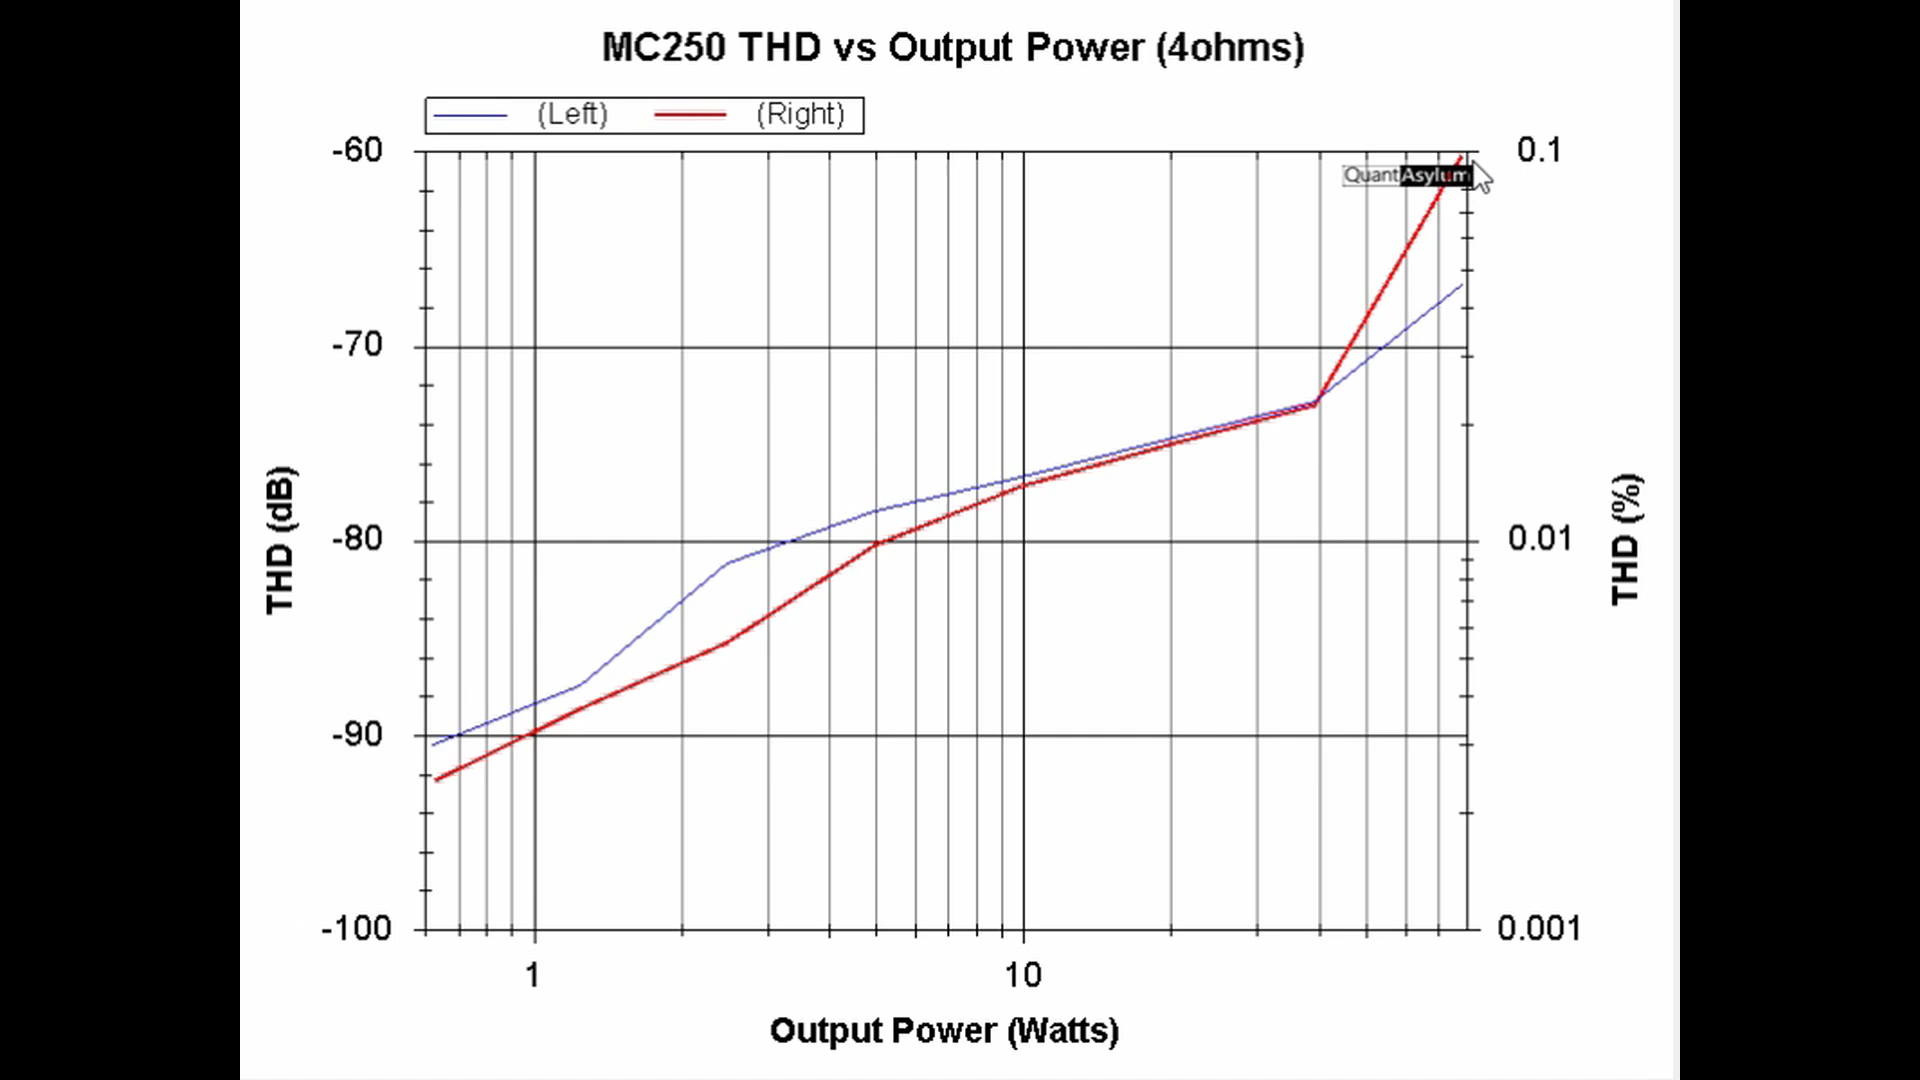 MC250 THD vs Output Power (4ohms)
(Left) (Right)
-60
-70
-80
-90
-100
0.1
0.01
0.001
QuantAsylum
THD (dB)
THD (%)
1 10
Output Power (Watts)